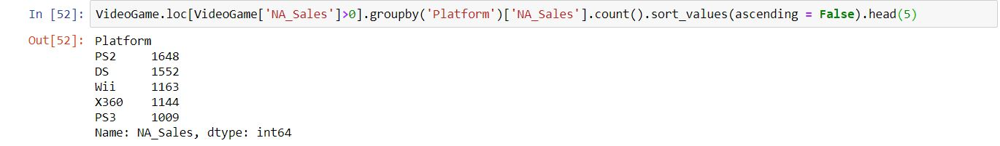 In [52]: VideoGame.loc[VideoGame['NA_Sales']>0].groupby('Platform')['NA_Sales'].count().sort_values(ascending = False).head(5)
Out[52]: Platform
PS2     1648
DS      1552
Wii     1163
X360    1144
PS3     1009
Name: NA_Sales, dtype: int64